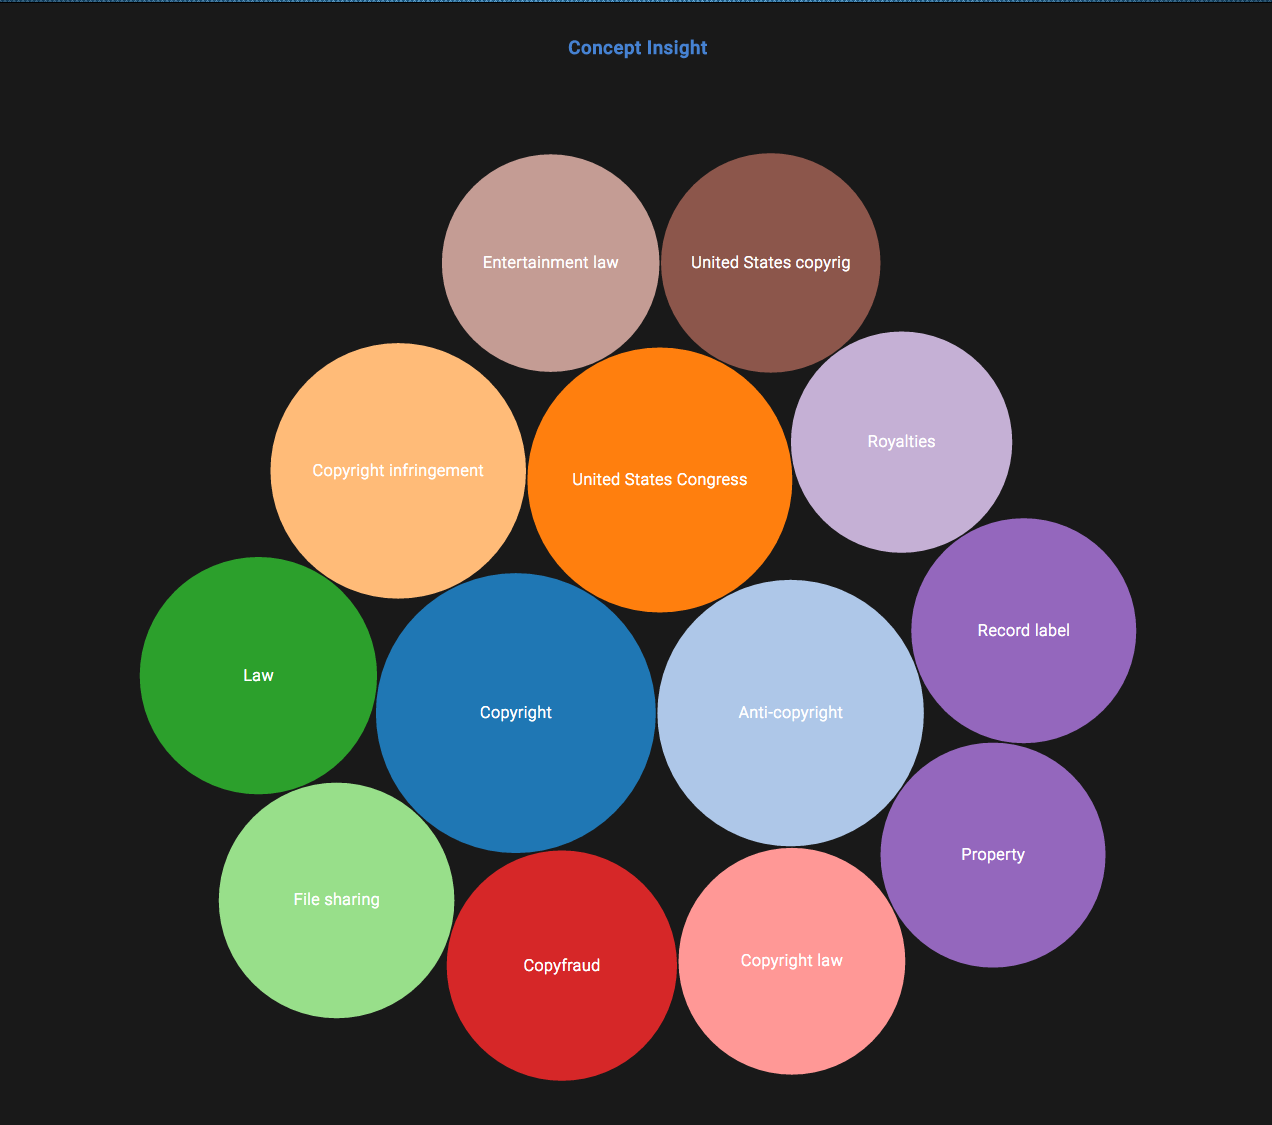 Concept Insight
Entertainment law
United States copyrig
Royalties
Copyright infringement
United States Congress
Record label
Law
Copyright
Anti-copyright
Property
File sharing
Copyfraud
Copyright law